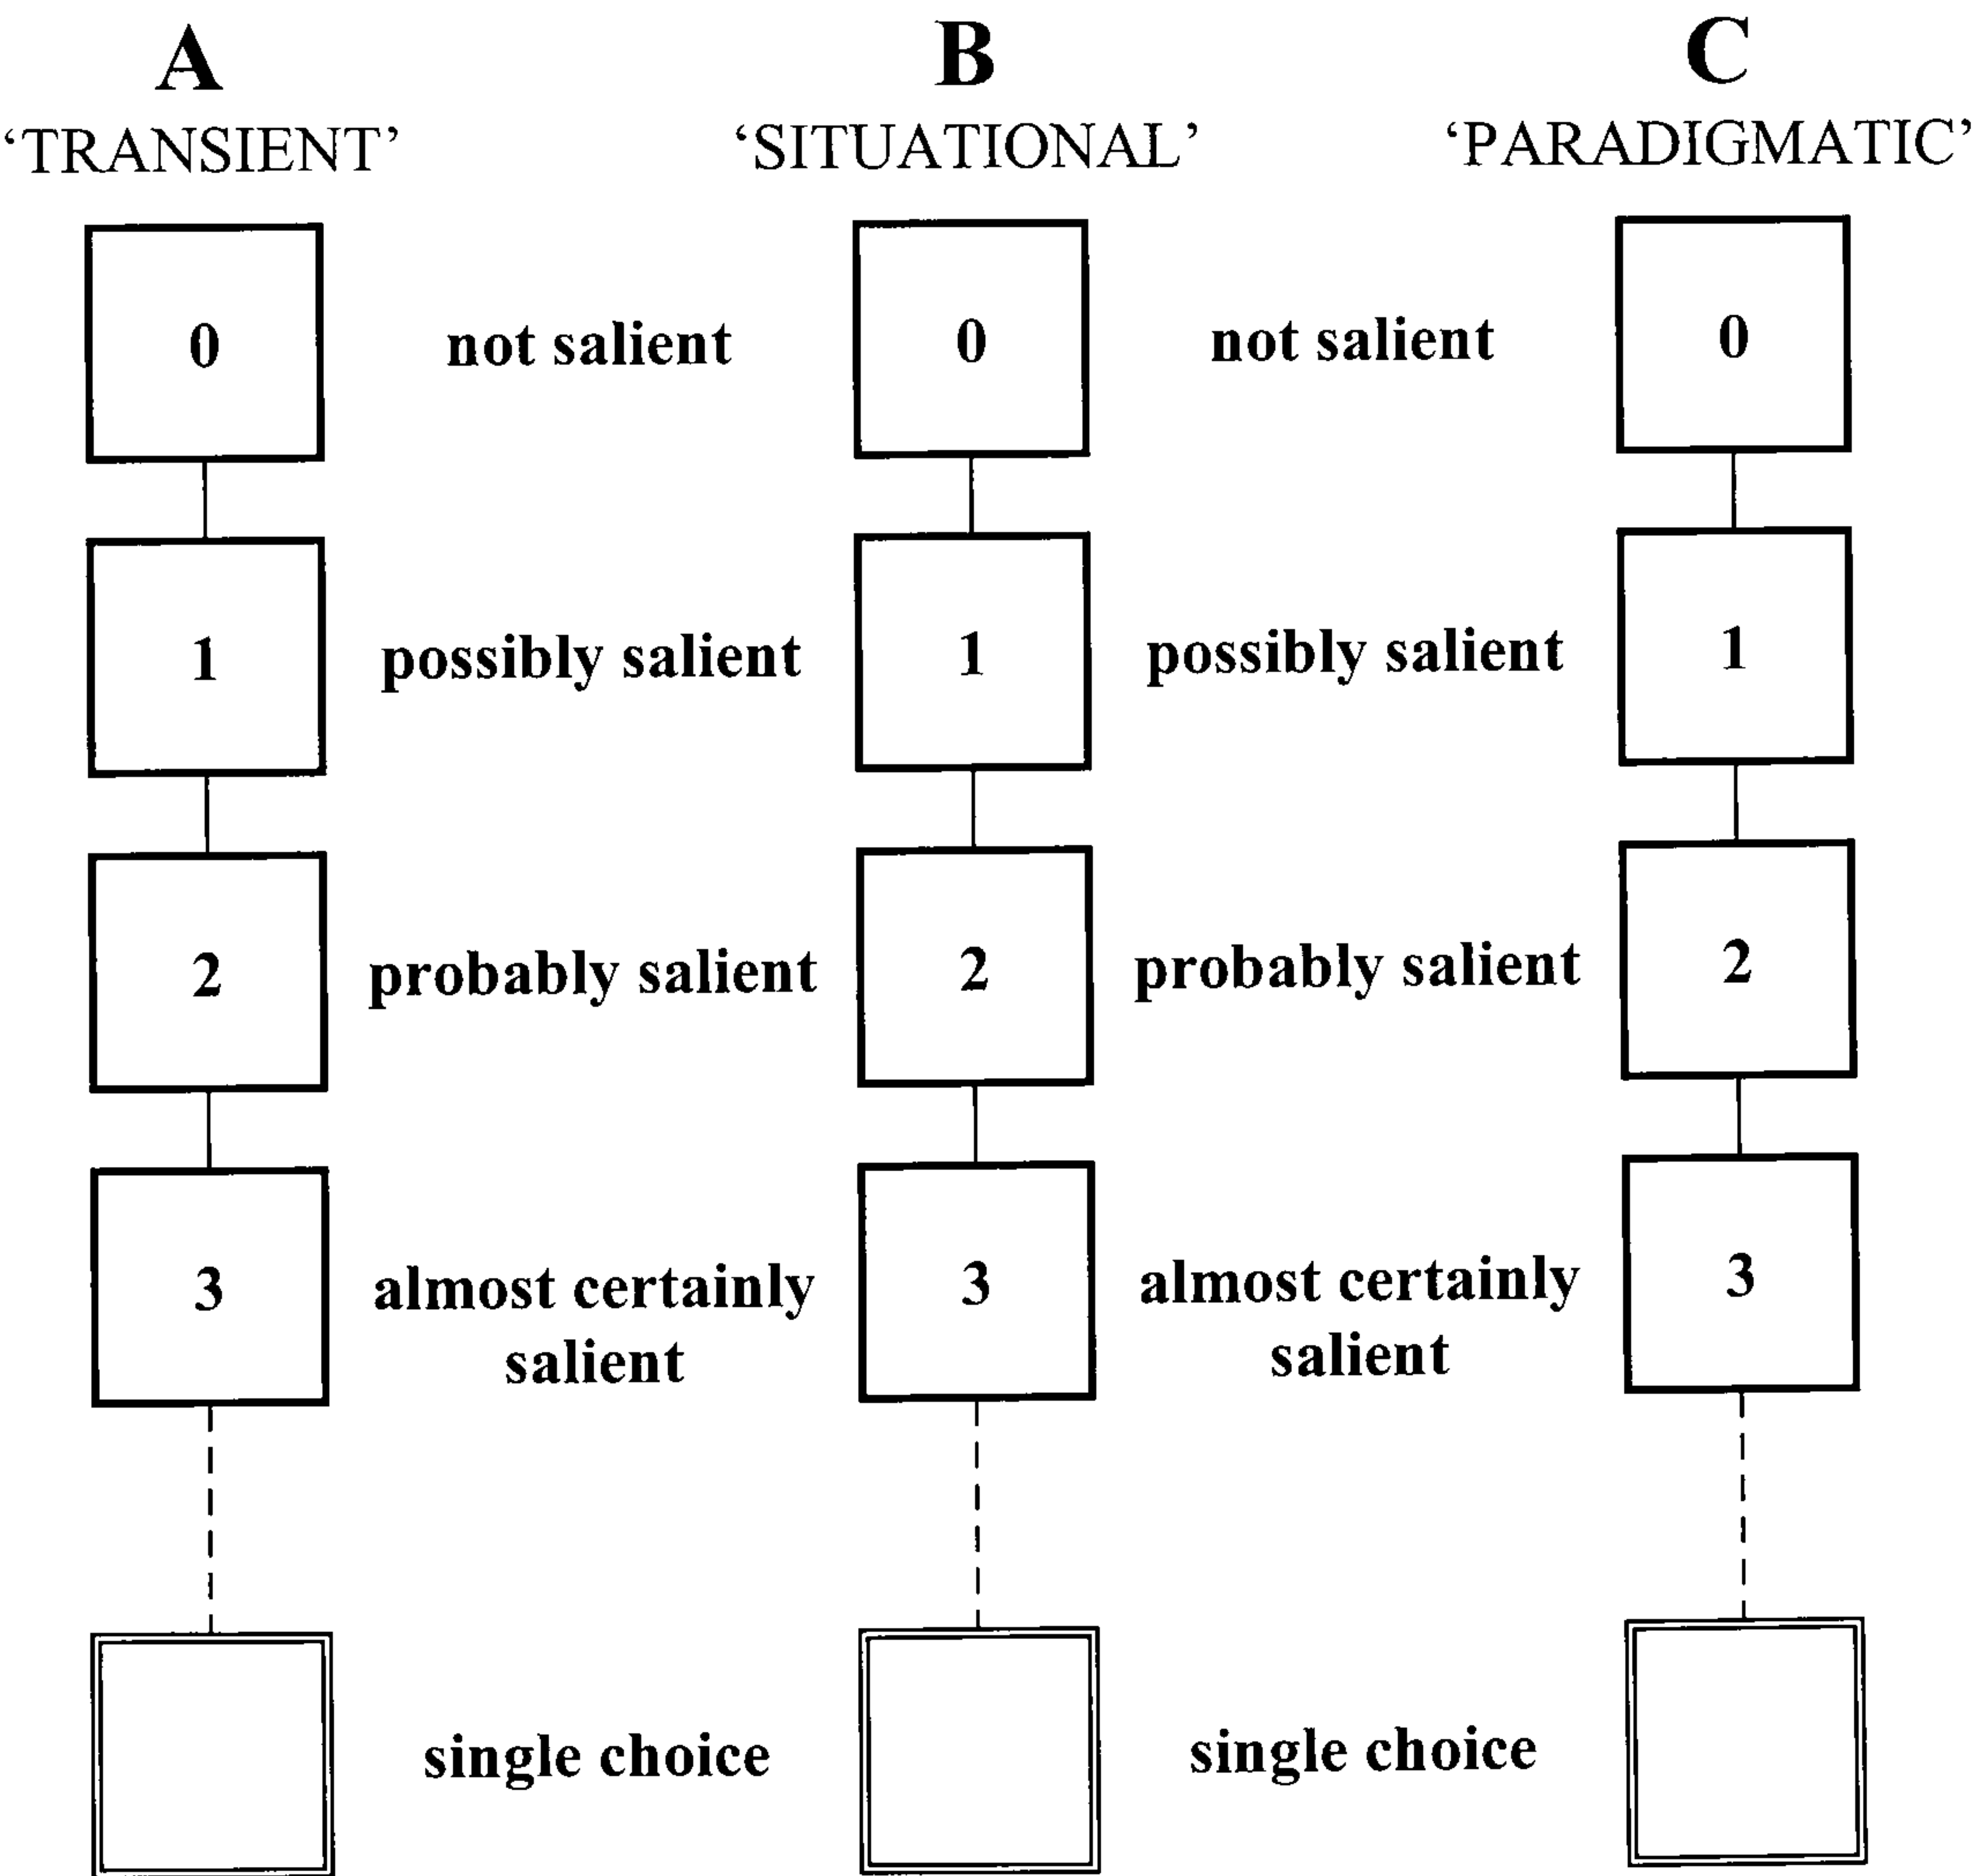 A B C
‘TRANSIENT’ ‘SITUATIONAL’ ‘PARADIGMATIC’
0 not salient 0 not salient 0
1 possibly salient 1 possibly salient 1
2 probably salient 2 probably salient 2
3 almost certainly 3 almost certainly 3
salient salient
single choice single choice